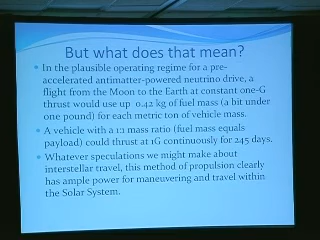 But what does that mean?
• In the plausible operating regime for a pre-
accelerated antimatter-powered neutrino drive, a
flight from the Moon to the Earth at constant one-G
thrust would use up 0.42 kg of fuel mass (a bit under
one pound) for each metric ton of vehicle mass.
• A vehicle with a 1:1 mass ratio (fuel mass equals
payload) could thrust at 1G continuously for 245 days.
• Whatever speculations we might make about
interstellar travel, this method of propulsion clearly
has ample power for maneuvering and travel within
the Solar System.